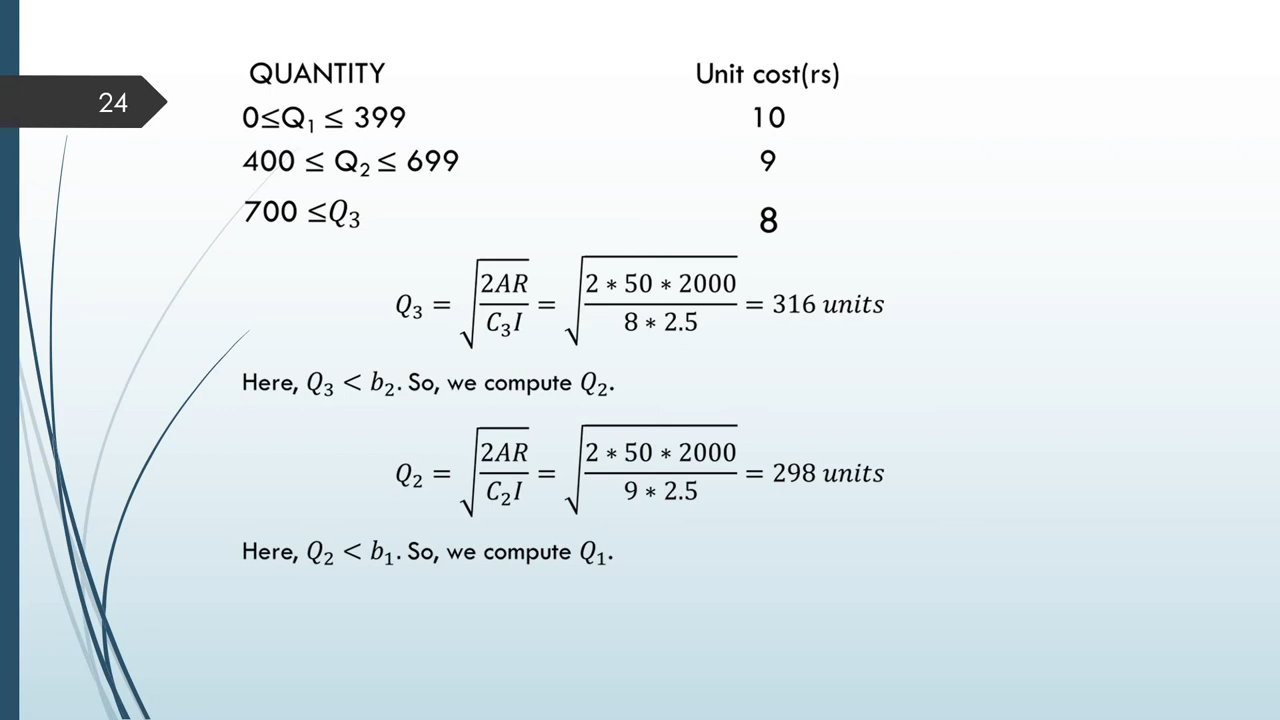 24
QUANTITY Unit cost(rs)
0≤Q₁ ≤ 399 10
400 ≤ Q₂ ≤ 699 9
700 ≤Q₃ 8
Q₃ = √(2AR / C₃I) = √(2 ∗ 50 ∗ 2000 / 8 ∗ 2.5) = 316 units
Here, Q₃ < b₂. So, we compute Q₂.
Q₂ = √(2AR / C₂I) = √(2 ∗ 50 ∗ 2000 / 9 ∗ 2.5) = 298 units
Here, Q₂ < b₁. So, we compute Q₁.